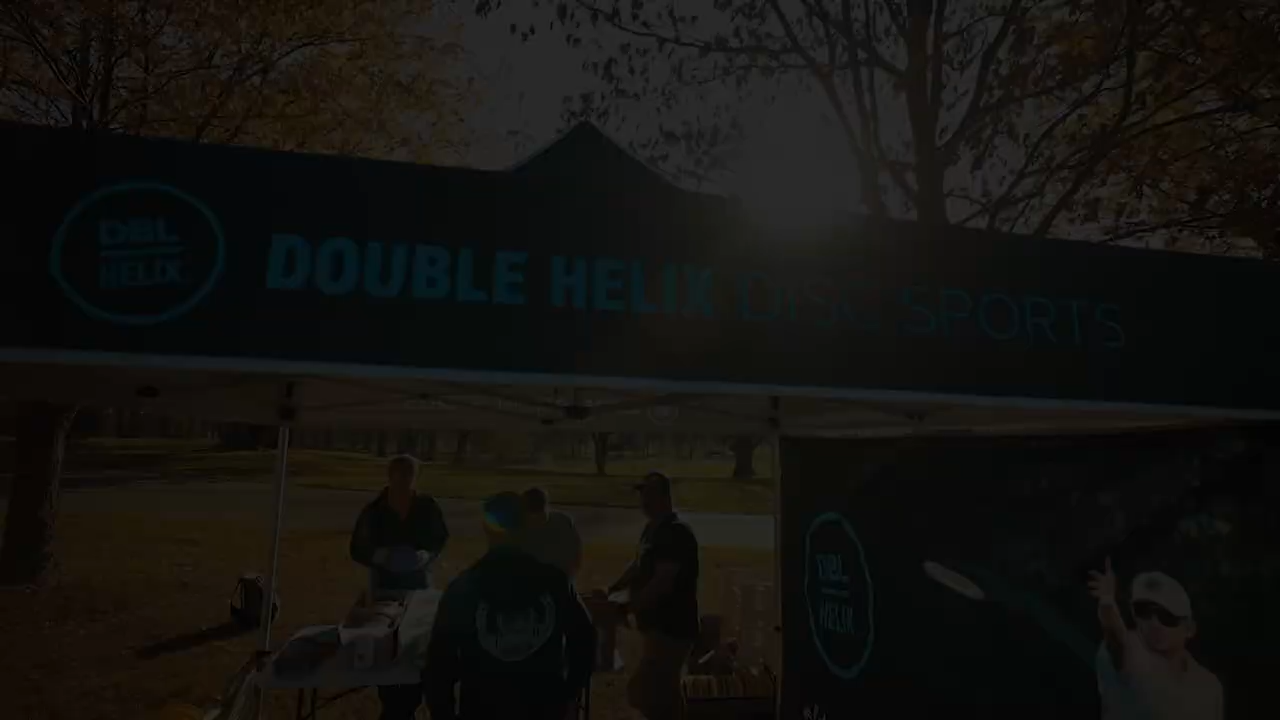 DBL
HELIX
DOUBLE HELIX DISC SPORTS
DBL
HELIX